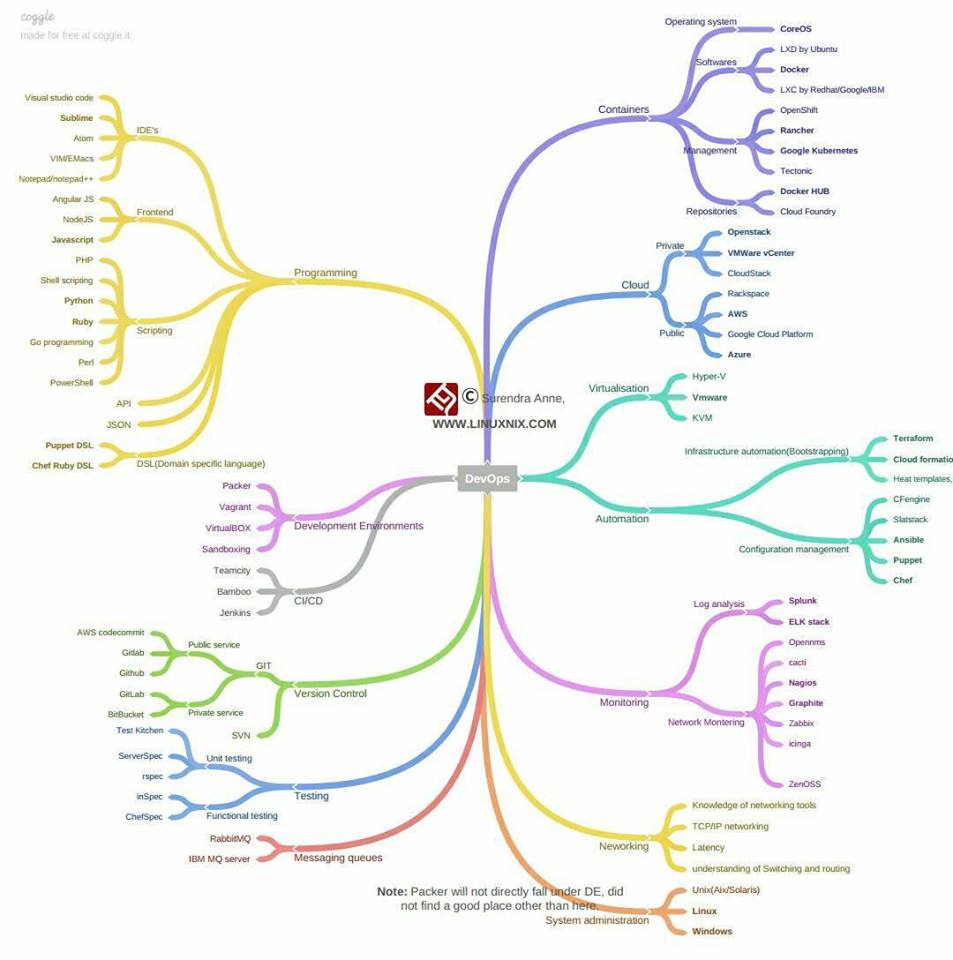 coggle
made for free at coggle.it
Programming
IDE's
Visual studio code
Sublime
Atom
VIM/EMacs
Notepad/notepad++
Frontend
Angular JS
NodeJS
Javascript
Scripting
PHP
Shell scripting
Python
Ruby
Go programming
Perl
PowerShell
API
JSON
DSL(Domain specific language)
Puppet DSL
Chef Ruby DSL
Development Environments
Packer
Vagrant
VirtualBOX
Sandboxing
CI/CD
Teamcity
Bamboo
Jenkins
Version Control
GIT
Public service
AWS codecommit
Gitlab
Github
Private service
GitLab
BitBucket
SVN
Testing
Unit testing
Test Kitchen
ServerSpec
rspec
Functional testing
inSpec
ChefSpec
Messaging queues
RabbitMQ
IBM MQ server
© Surendra Anne,
WWW.LINUXNIX.COM
DevOps
Containers
Operating system
CoreOS
Softwares
LXD by Ubuntu
Docker
LXC by Redhat/Google/IBM
Management
OpenShift
Rancher
Google Kubernetes
Tectonic
Repositories
Docker HUB
Cloud Foundry
Cloud
Private
Openstack
VMWare vCenter
CloudStack
Public
Rackspace
AWS
Google Cloud Platform
Azure
Virtualisation
Hyper-V
Vmware
KVM
Automation
Infrastructure automation(Bootstrapping)
Terraform
Cloud formatio
Heat templates,
Configuration management
CFengine
Slatstack
Ansible
Puppet
Chef
Monitoring
Log analysis
Splunk
ELK stack
Network Montering
Opennms
cacti
Nagios
Graphite
Zabbix
icinga
ZenOSS
Neworking
Knowledge of networking tools
TCP/IP networking
Latency
understanding of Switching and routing
System administration
Unix(Aix/Solaris)
Linux
Windows
Note: Packer will not directly fall under DE, did
not find a good place other than here.